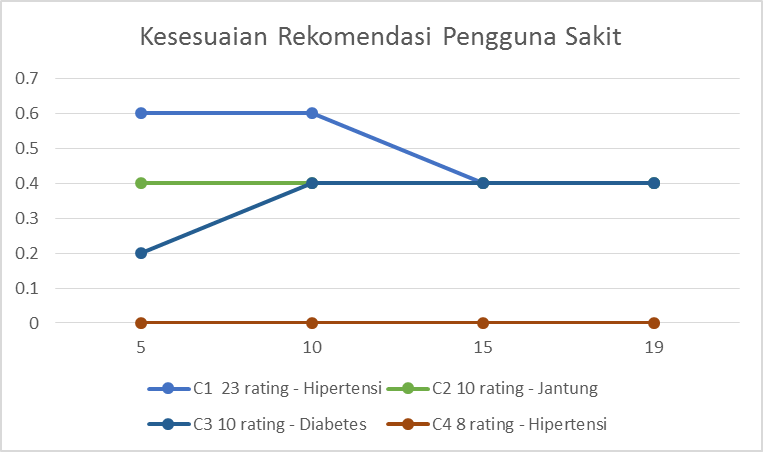 Kesesuaian Rekomendasi Pengguna Sakit
0.7
0.6
0.5
0.4
0.3
0.2
0.1
0
5 10 15 19
C1  23 rating - Hipertensi C2 10 rating - Jantung
C3 10 rating - Diabetes C4 8 rating - Hipertensi